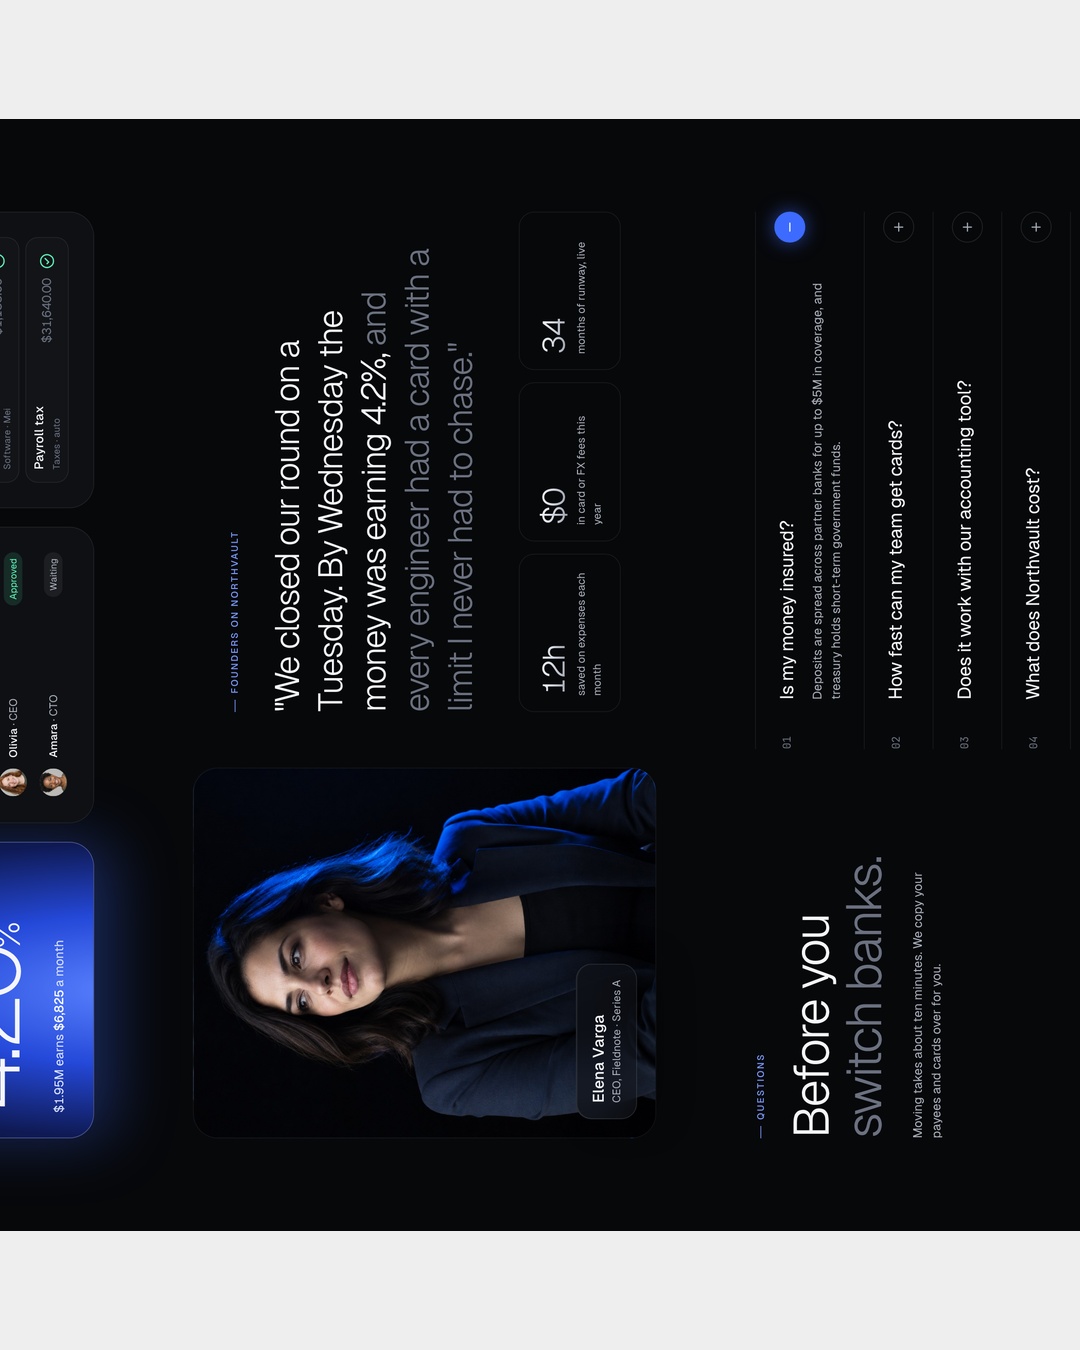 4.20%
$1.95M earns $6,825 a month
Olivia · CEO
Approved
Amara · CTO
Waiting
Software · Mei
Payroll tax
Taxes · auto
$31,640.00
Elena Varga
CEO, Fieldnote · Series A
— FOUNDERS ON NORTHVAULT
"We closed our round on a
Tuesday. By Wednesday the
money was earning 4.2%, and
every engineer had a card with a
limit I never had to chase."
12h
saved on expenses each
month
$0
in card or FX fees this
year
34
months of runway, live
— QUESTIONS
Before you
switch banks.
Moving takes about ten minutes. We copy your
payees and cards over for you.
01
Is my money insured?
Deposits are spread across partner banks for up to $5M in coverage, and
treasury holds short-term government funds.
02
How fast can my team get cards?
03
Does it work with our accounting tool?
04
What does Northvault cost?